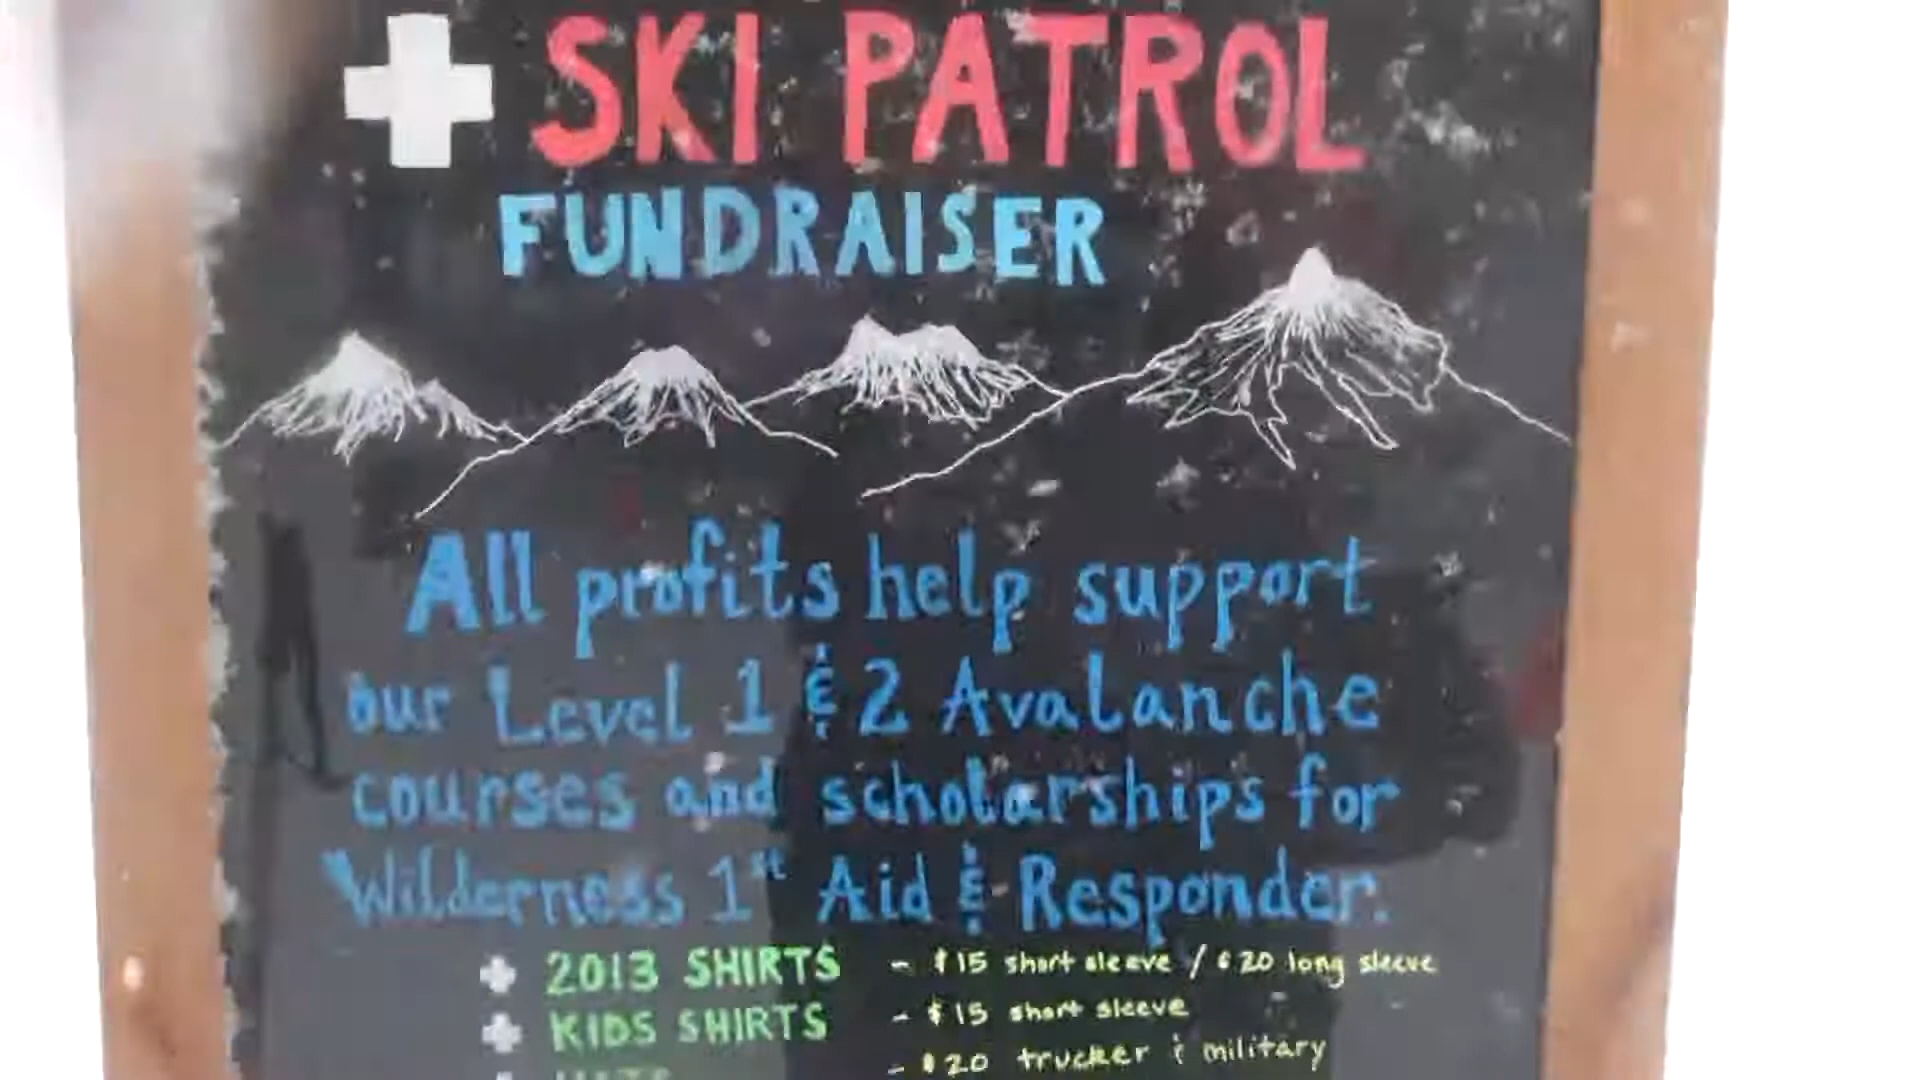 SKI PATROL
FUNDRAISER
All profits help support
our Level 1 & 2 Avalanche
courses and scholarships for
Wilderness 1st Aid & Responder.
2013 SHIRTS - $15 short sleeve / $20 long sleeve
KIDS SHIRTS - $15 short sleeve
- $20 trucker & military